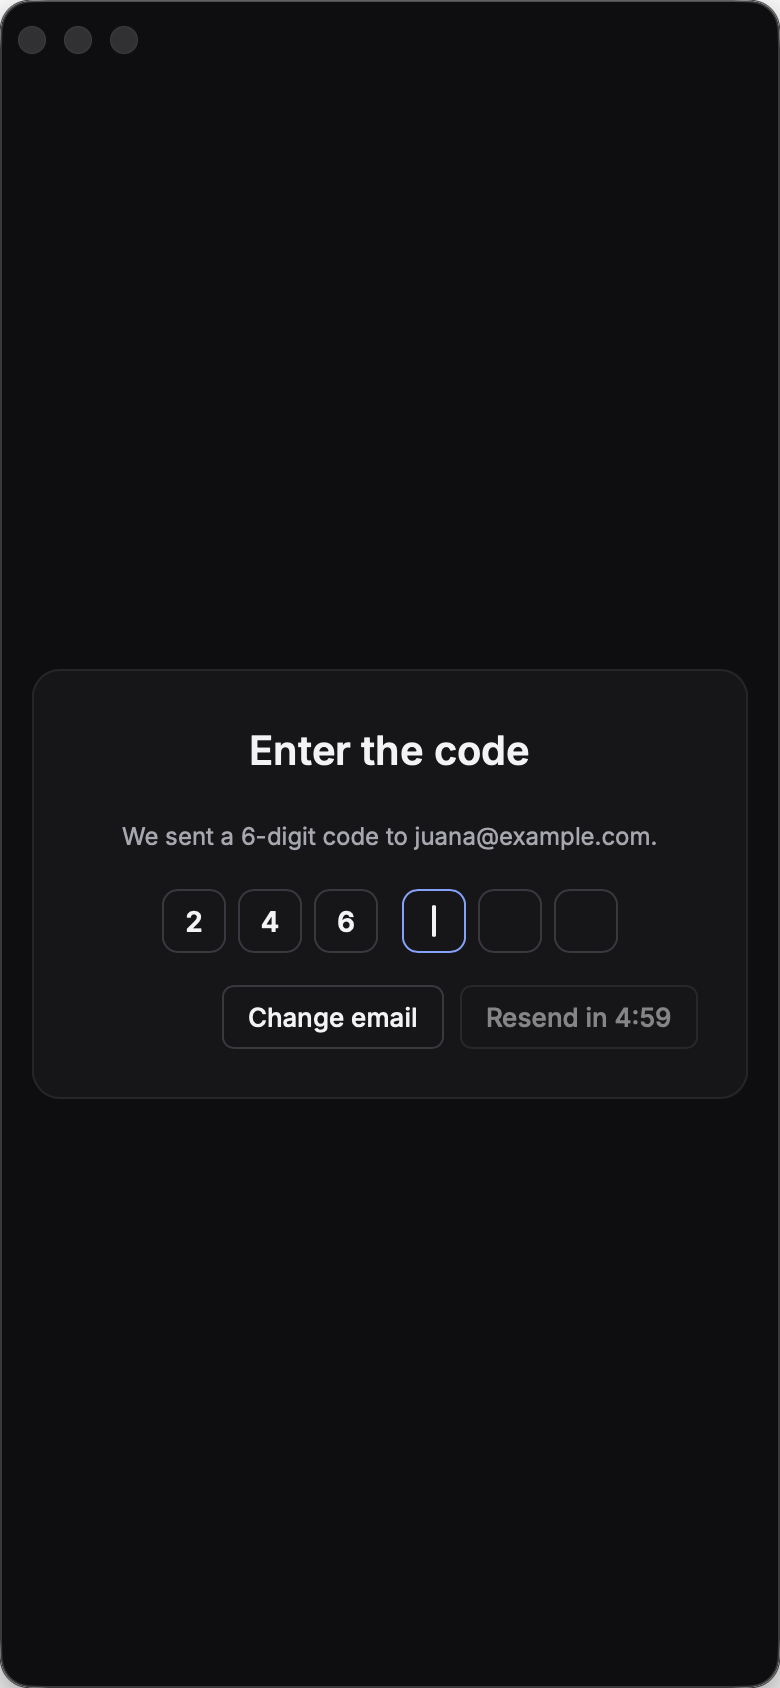 Enter the code
We sent a 6-digit code to juana@example.com.
2 4 6
Change email Resend in 4:59